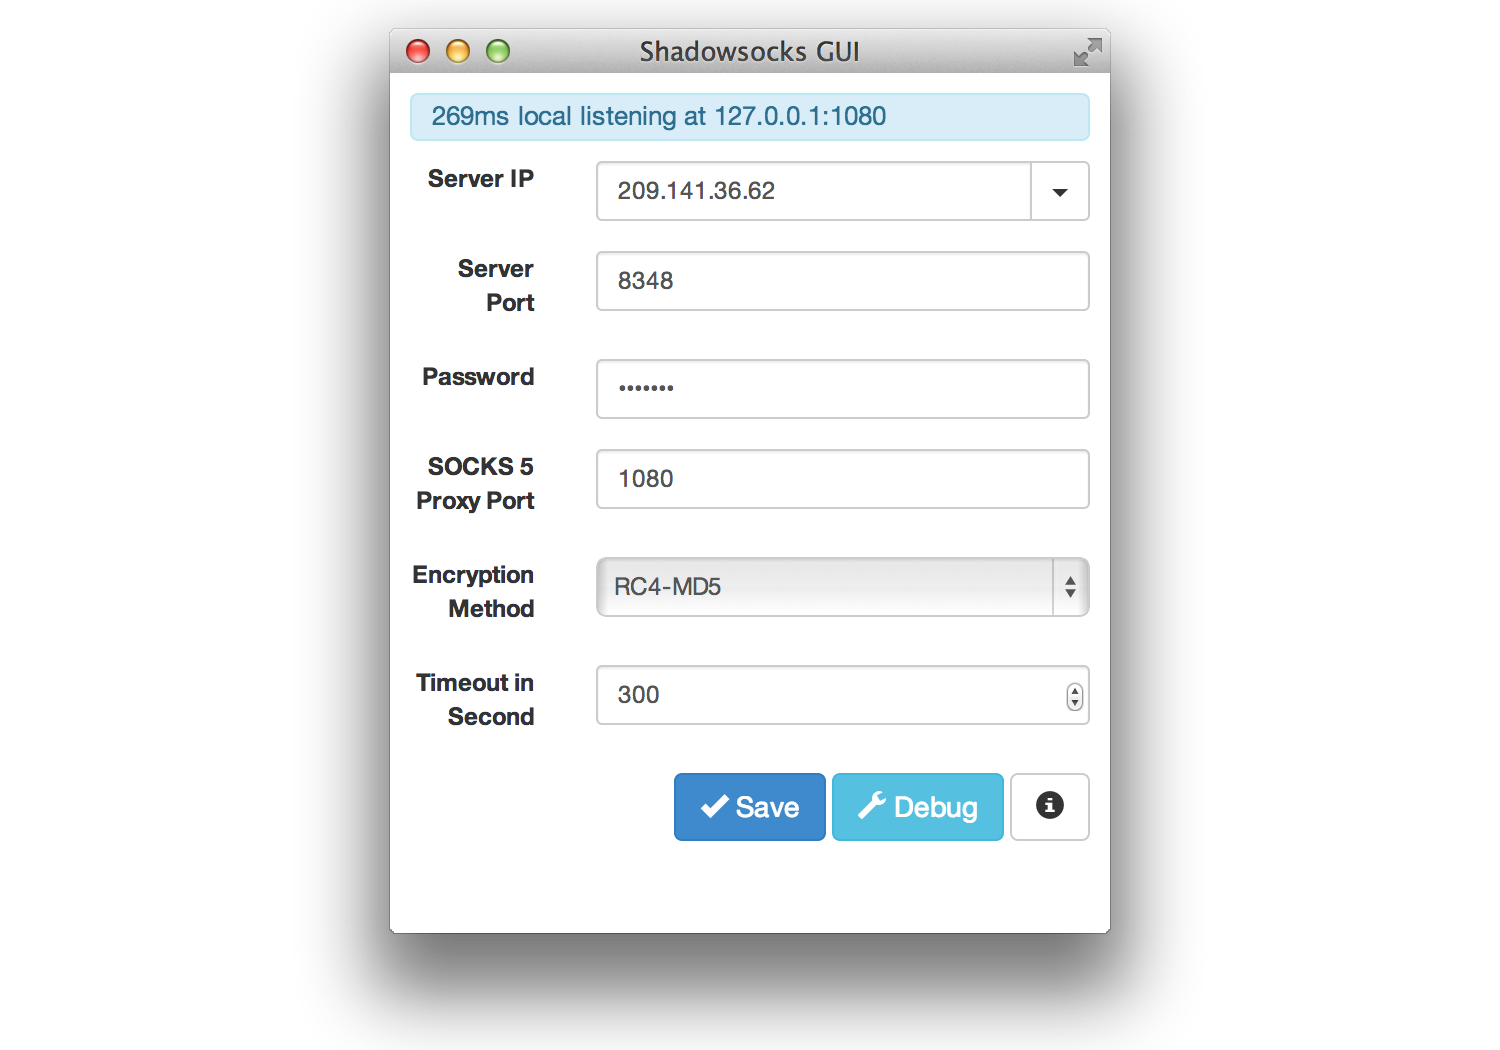 Shadowsocks GUI
269ms local listening at 127.0.0.1:1080
Server IP
209.141.36.62
Server
Port
8348
Password
•••••••
SOCKS 5
Proxy Port
1080
Encryption
Method
RC4-MD5
Timeout in
Second
300
Save
Debug